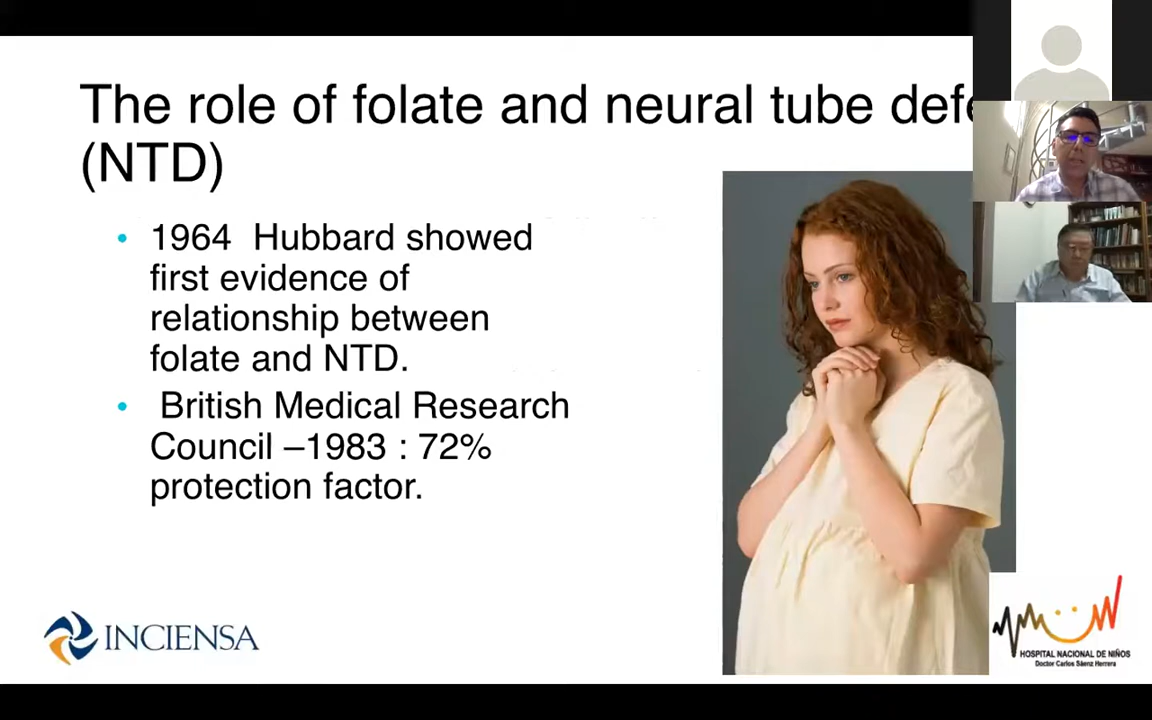 The role of folate and neural tube
(NTD)
• 1964 Hubbard showed
first evidence of
relationship between
folate and NTD.
• British Medical Research
Council –1983 : 72%
protection factor.
INCIENSA
HOSPITAL NACIONAL DE NIÑOS
Doctor Carlos Sáenz Herrera